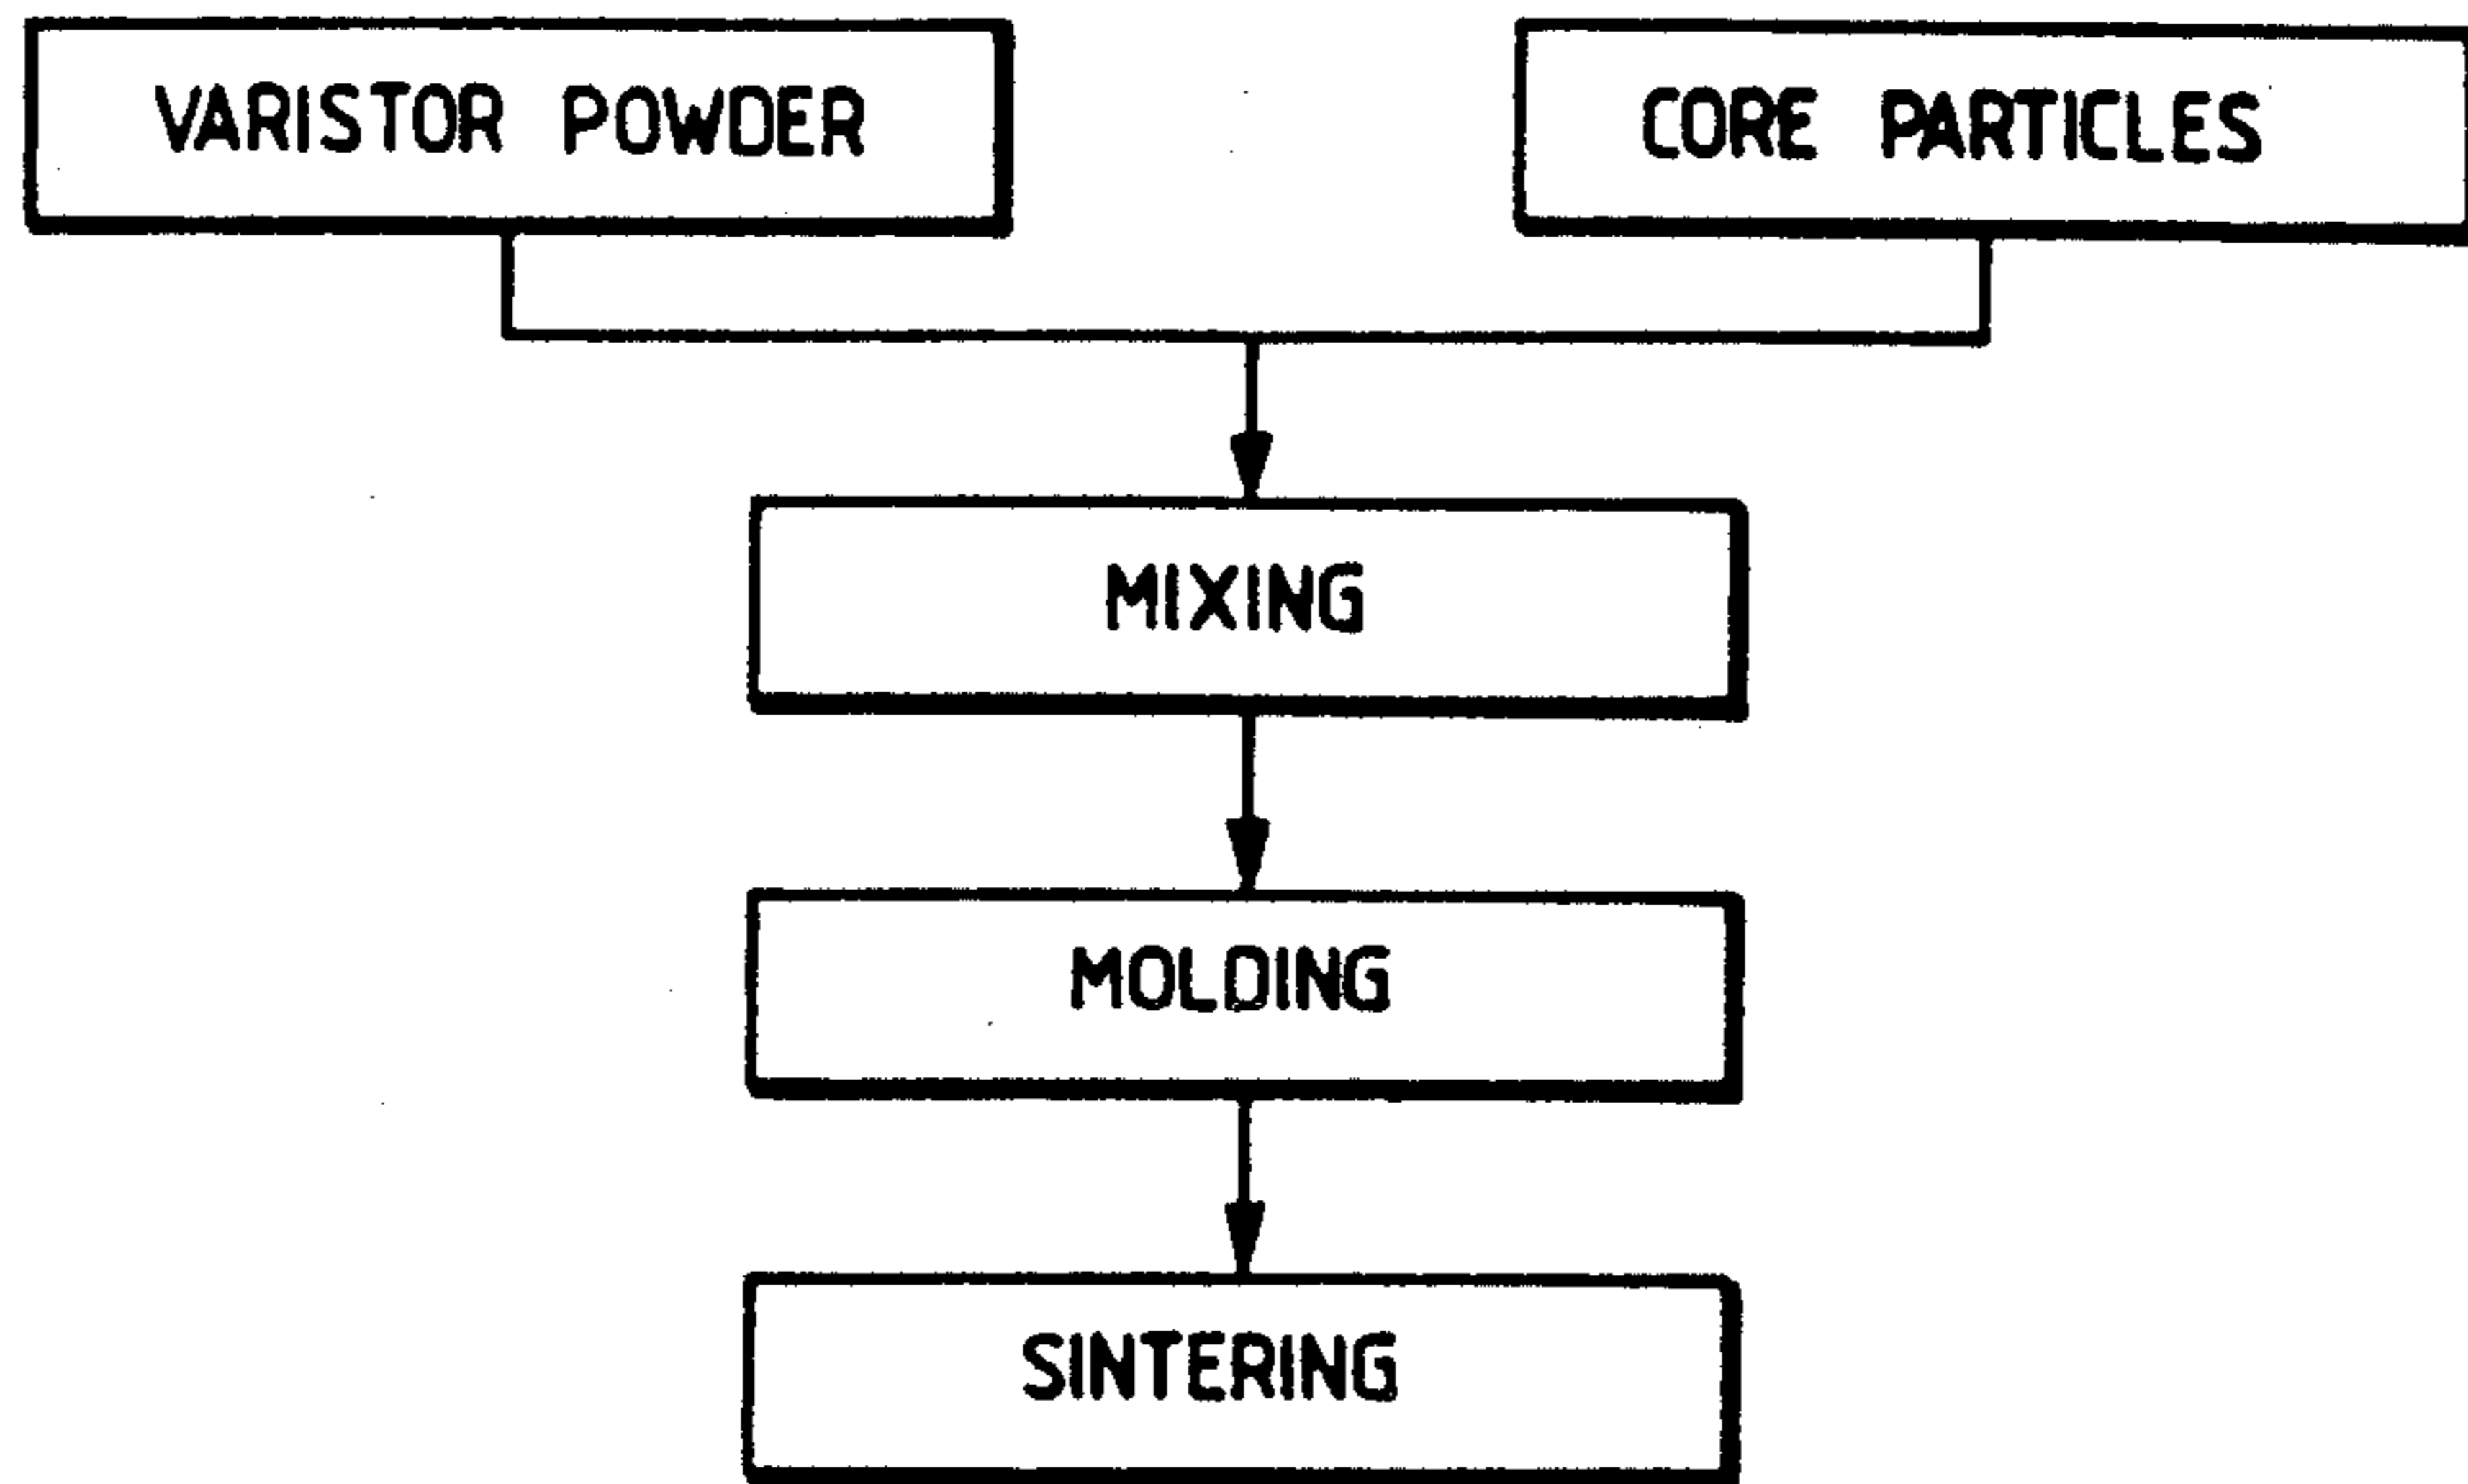 VARISTOR POWDER
CORE PARTICLES
MIXING
MOLDING
SINTERING